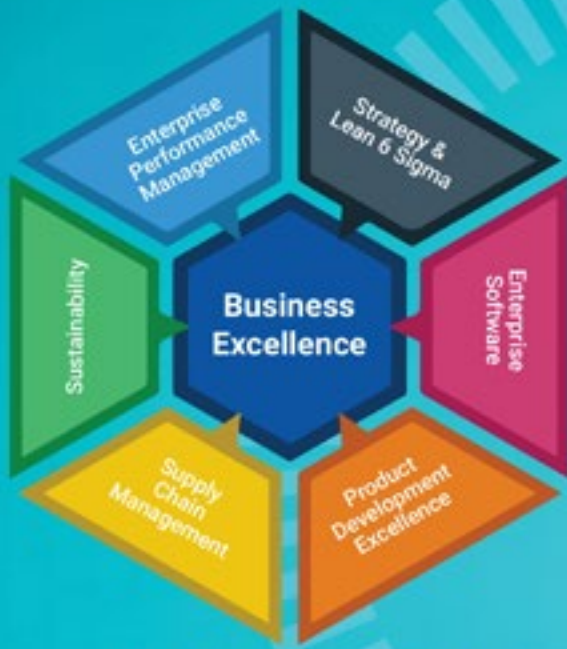 Enterprise
Performance
Management
Strategy &
Lean 6 Sigma
Sustainability
Business
Excellence
Enterprise
Software
Supply
Chain
Management
Product
Development
Excellence